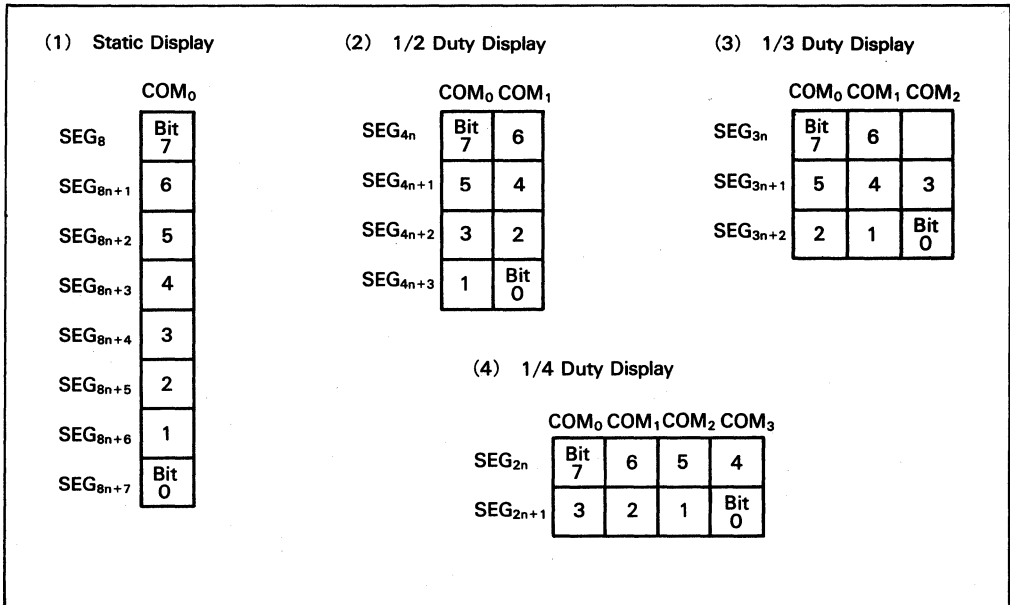 (1) Static Display
COM₀
SEG₈ Bit 7
SEG₈ₙ₊₁ 6
SEG₈ₙ₊₂ 5
SEG₈ₙ₊₃ 4
SEG₈ₙ₊₄ 3
SEG₈ₙ₊₅ 2
SEG₈ₙ₊₆ 1
SEG₈ₙ₊₇ Bit 0
(2) 1/2 Duty Display
COM₀ COM₁
SEG₄ₙ Bit 7 6
SEG₄ₙ₊₁ 5 4
SEG₄ₙ₊₂ 3 2
SEG₄ₙ₊₃ 1 Bit 0
(3) 1/3 Duty Display
COM₀ COM₁ COM₂
SEG₃ₙ Bit 7 6
SEG₃ₙ₊₁ 5 4 3
SEG₃ₙ₊₂ 2 1 Bit 0
(4) 1/4 Duty Display
COM₀ COM₁ COM₂ COM₃
SEG₂ₙ Bit 7 6 5 4
SEG₂ₙ₊₁ 3 2 1 Bit 0